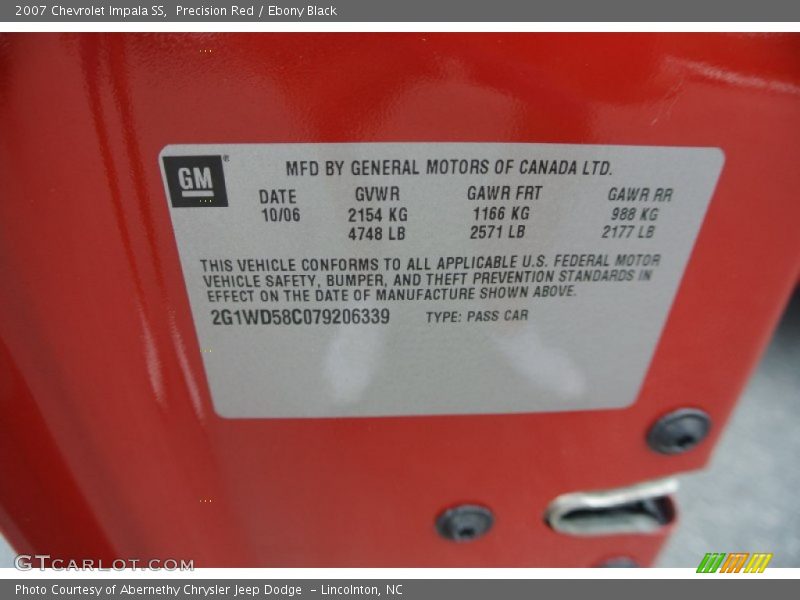 2007 Chevrolet Impala SS, Precision Red / Ebony Black
GM®
MFD BY GENERAL MOTORS OF CANADA LTD.
DATE GVWR GAWR FRT GAWR RR
10/06 2154 KG 1166 KG 988 KG
4748 LB 2571 LB 2177 LB
THIS VEHICLE CONFORMS TO ALL APPLICABLE U.S. FEDERAL MOTOR
VEHICLE SAFETY, BUMPER, AND THEFT PREVENTION STANDARDS IN
EFFECT ON THE DATE OF MANUFACTURE SHOWN ABOVE.
2G1WD58C079206339 TYPE: PASS CAR
GTCARLOT.COM
Photo Courtesy of Abernethy Chrysler Jeep Dodge - Lincolnton, NC